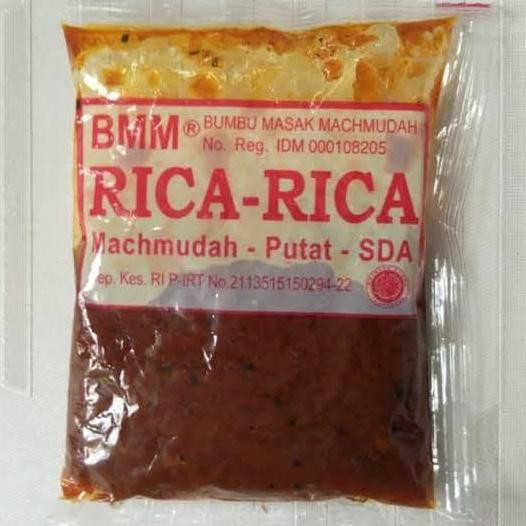 BMM® BUMBU MASAK MACHMUDAH
No. Reg. IDM 000108205
RICA-RICA
Machmudah - Putat - SDA
ep. Kes. RI P-IRT No.2113515150294-22